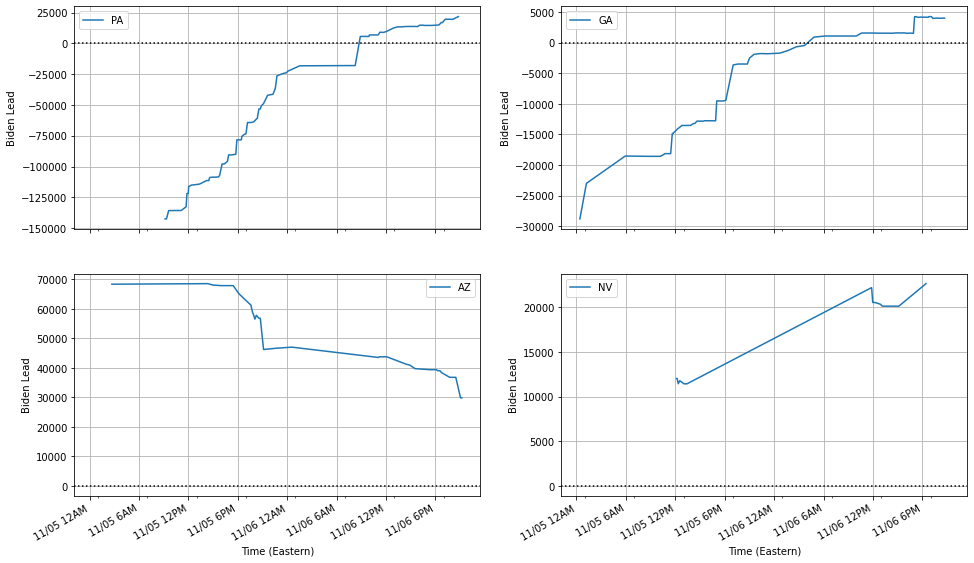 PA
25000
0
−25000
−50000
−75000
−100000
−125000
−150000
Biden Lead
GA
5000
0
−5000
−10000
−15000
−20000
−25000
−30000
Biden Lead
AZ
70000
60000
50000
40000
30000
20000
10000
0
Biden Lead
11/05 12AM
11/05 6AM
11/05 12PM
11/05 6PM
11/06 12AM
11/06 6AM
11/06 12PM
11/06 6PM
Time (Eastern)
NV
20000
15000
10000
5000
0
Biden Lead
11/05 12AM
11/05 6AM
11/05 12PM
11/05 6PM
11/06 12AM
11/06 6AM
11/06 12PM
11/06 6PM
Time (Eastern)